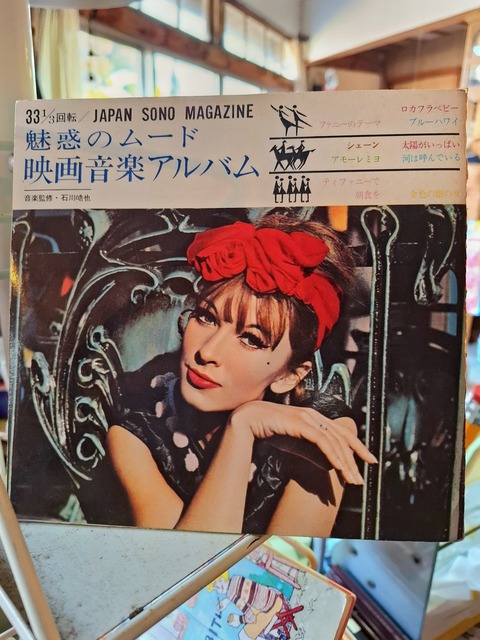 33 1/3回転/JAPAN SONO MAGAZINE
魅惑のムード
映画音楽アルバム
音楽監修・石川皓也
ファニーのテーマ
ロカフラベビー
ブルーハワイ
シェーン
アモーレミヨ
太陽がいっぱい
河は呼んでいる
ティファニーで
朝食を